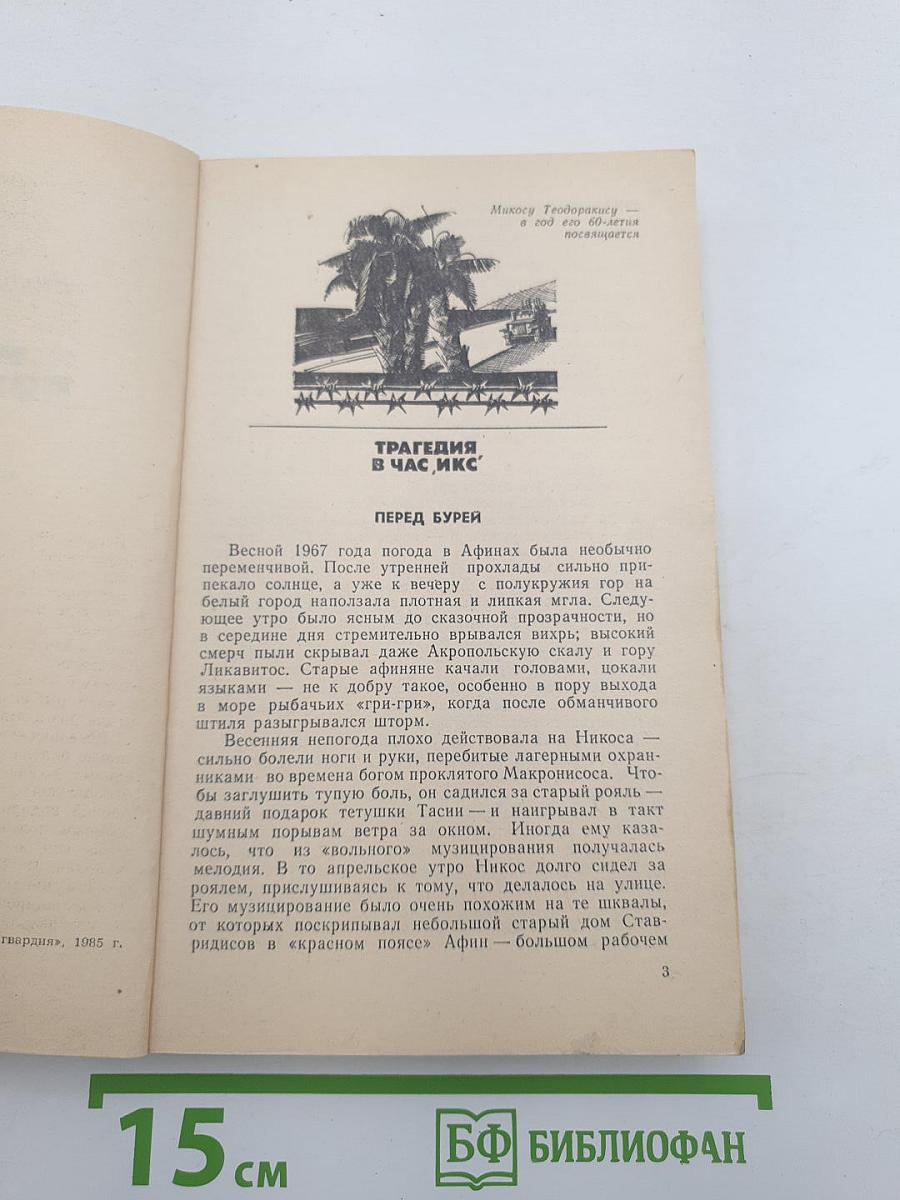 Микосу Теодоракису —
в год его 60-летия
посвящается
ТРАГЕДИЯ
В ЧАС „ИКС“
ПЕРЕД БУРЕЙ
Весной 1967 года погода в Афинах была необычно
переменчивой. После утренней прохлады сильно при-
пекало солнце, а уже к вечеру с полукружия гор на
белый город наползала плотная и липкая мгла. Следу-
ющее утро было ясным до сказочной прозрачности, но
в середине дня стремительно врывался вихрь; высокий
смерч пыли скрывал даже Акропольскую скалу и гору
Ликавитос. Старые афиняне качали головами, цокали
языками — не к добру такое, особенно в пору выхода
в море рыбачьих «гри-гри», когда после обманчивого
штиля разыгрывался шторм.
Весенняя непогода плохо действовала на Никоса —
сильно болели ноги и руки, перебитые лагерными охран-
никами во времена богом проклятого Макронисоса. Что-
бы заглушить тупую боль, он садился за старый рояль —
давний подарок тетушки Тасии — и наигрывал в такт
шумным порывам ветра за окном. Иногда ему каза-
лось, что из «вольного» музицирования получалась
мелодия. В то апрельское утро Никос долго сидел за
роялем, прислушиваясь к тому, что делалось на улице.
Его музицирование было очень похожим на те шквалы,
от которых поскрипывал небольшой старый дом Став-
ридисов в «красном поясе» Афин — большом рабочем
3
гвардия», 1985 г.
15 см
БФ БИБЛИОФАН